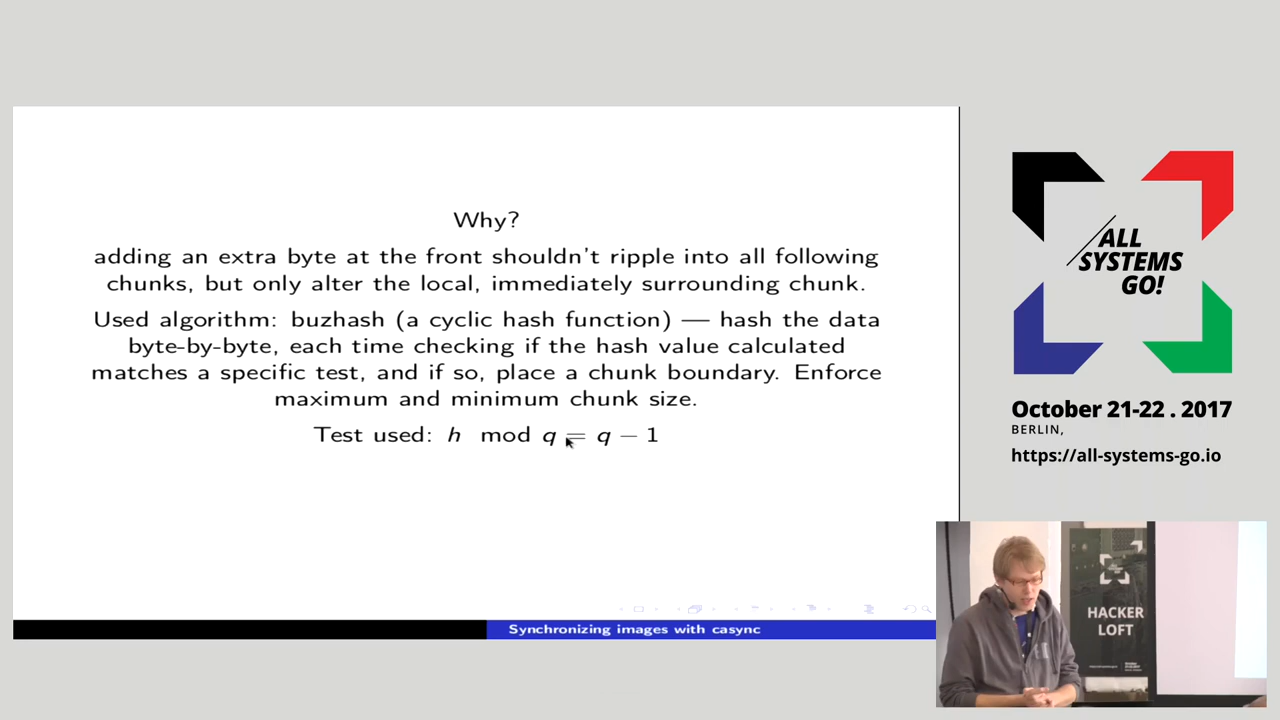 Why?
adding an extra byte at the front shouldn't ripple into all following
chunks, but only alter the local, immediately surrounding chunk.
Used algorithm: buzhash (a cyclic hash function) — hash the data
byte-by-byte, each time checking if the hash value calculated
matches a specific test, and if so, place a chunk boundary. Enforce
maximum and minimum chunk size.
Test used: h mod q = q − 1
Synchronizing images with casync
ALL
SYSTEMS
GO!
October 21-22 . 2017
BERLIN,
https://all-systems-go.io
HACKER
LOFT